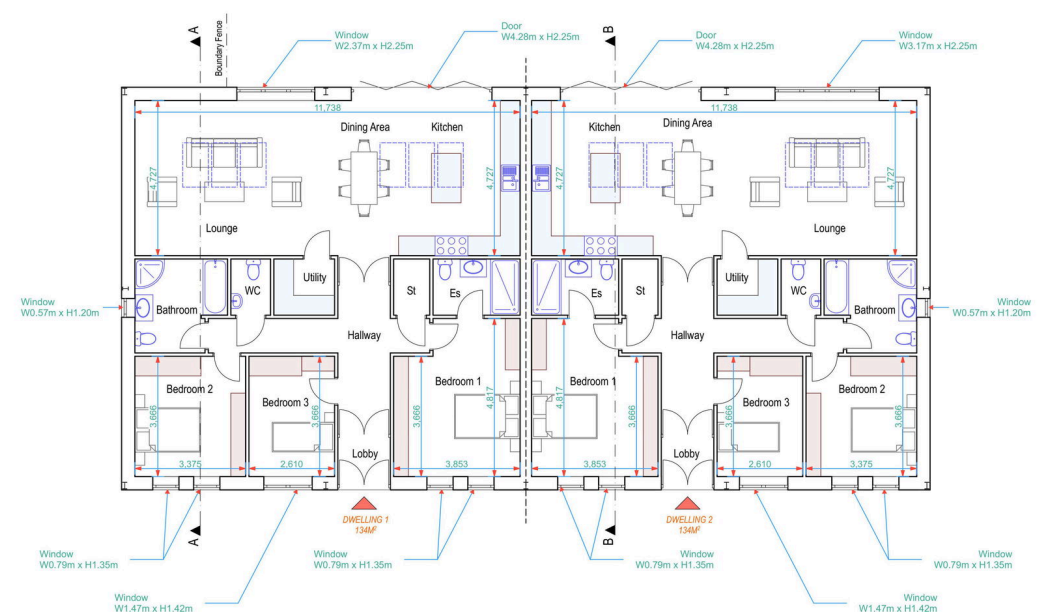 A
B
Boundary Fence
Window
W2.37m x H2.25m
Door
W4.28m x H2.25m
Door
W4.28m x H2.25m
Window
W3.17m x H2.25m
11,738
11,738
Dining Area
Kitchen
Kitchen
Dining Area
4,727
4,727
4,727
4,727
Lounge
Lounge
Utility
Utility
WC
WC
St
Es
Es
St
Bathroom
Bathroom
Window
W0.57m x H1.20m
Window
W0.57m x H1.20m
Hallway
Hallway
Bedroom 2
Bedroom 3
Bedroom 1
Bedroom 1
Bedroom 3
Bedroom 2
3,666
3,666
3,666
4,817
4,817
3,666
3,666
3,666
Lobby
Lobby
3,375
2,610
3,853
3,853
2,610
3,375
DWELLING 1
134M²
DWELLING 2
134M²
A
B
Window
W0.79m x H1.35m
Window
W0.79m x H1.35m
Window
W0.79m x H1.35m
Window
W0.79m x H1.35m
Window
W1.47m x H1.42m
Window
W1.47m x H1.42m